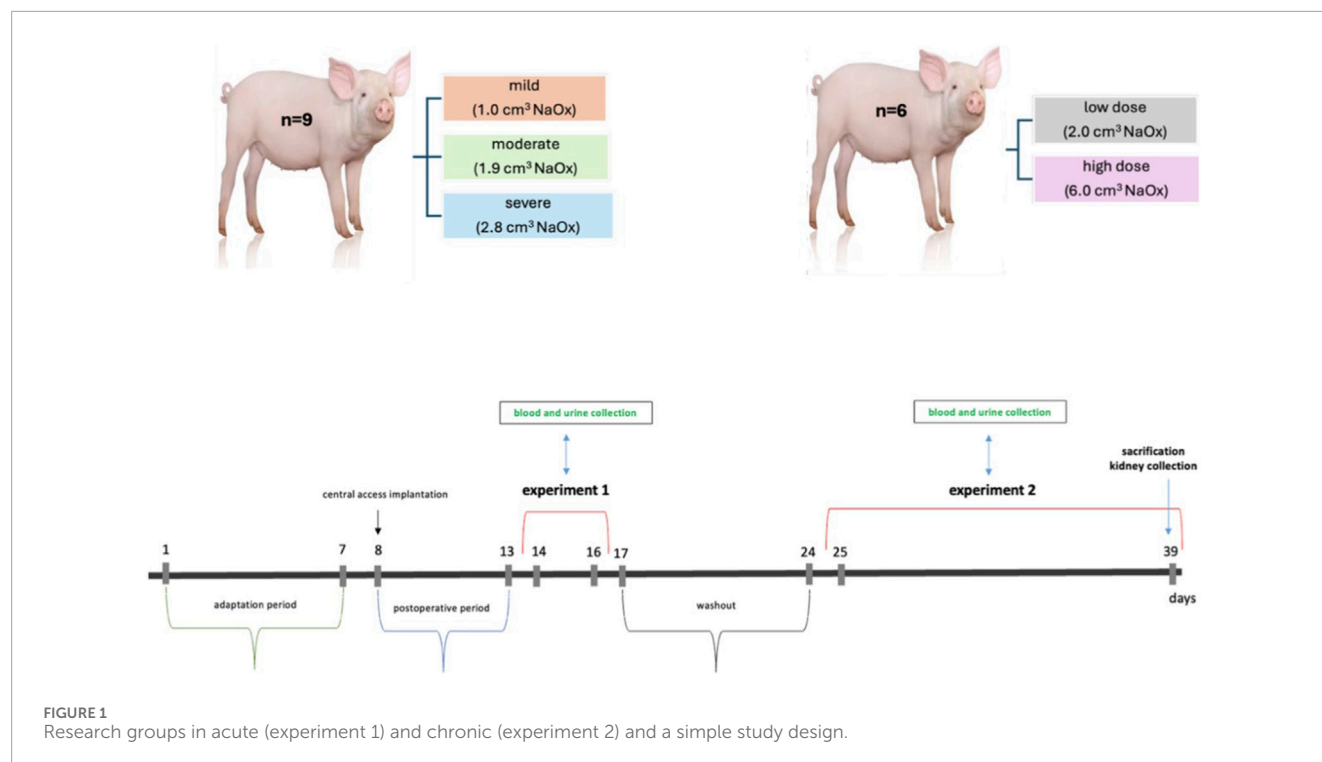 n=9
mild
(1.0 cm³ NaOx)
moderate
(1.9 cm³ NaOx)
severe
(2.8 cm³ NaOx)
n=6
low dose
(2.0 cm³ NaOx)
high dose
(6.0 cm³ NaOx)
blood and urine collection
blood and urine collection
central access implantation
experiment 1
experiment 2
sacrification
kidney collection
1
7
8
13
14
16
17
24
25
39
days
adaptation period
postoperative period
washout
FIGURE 1
Research groups in acute (experiment 1) and chronic (experiment 2) and a simple study design.